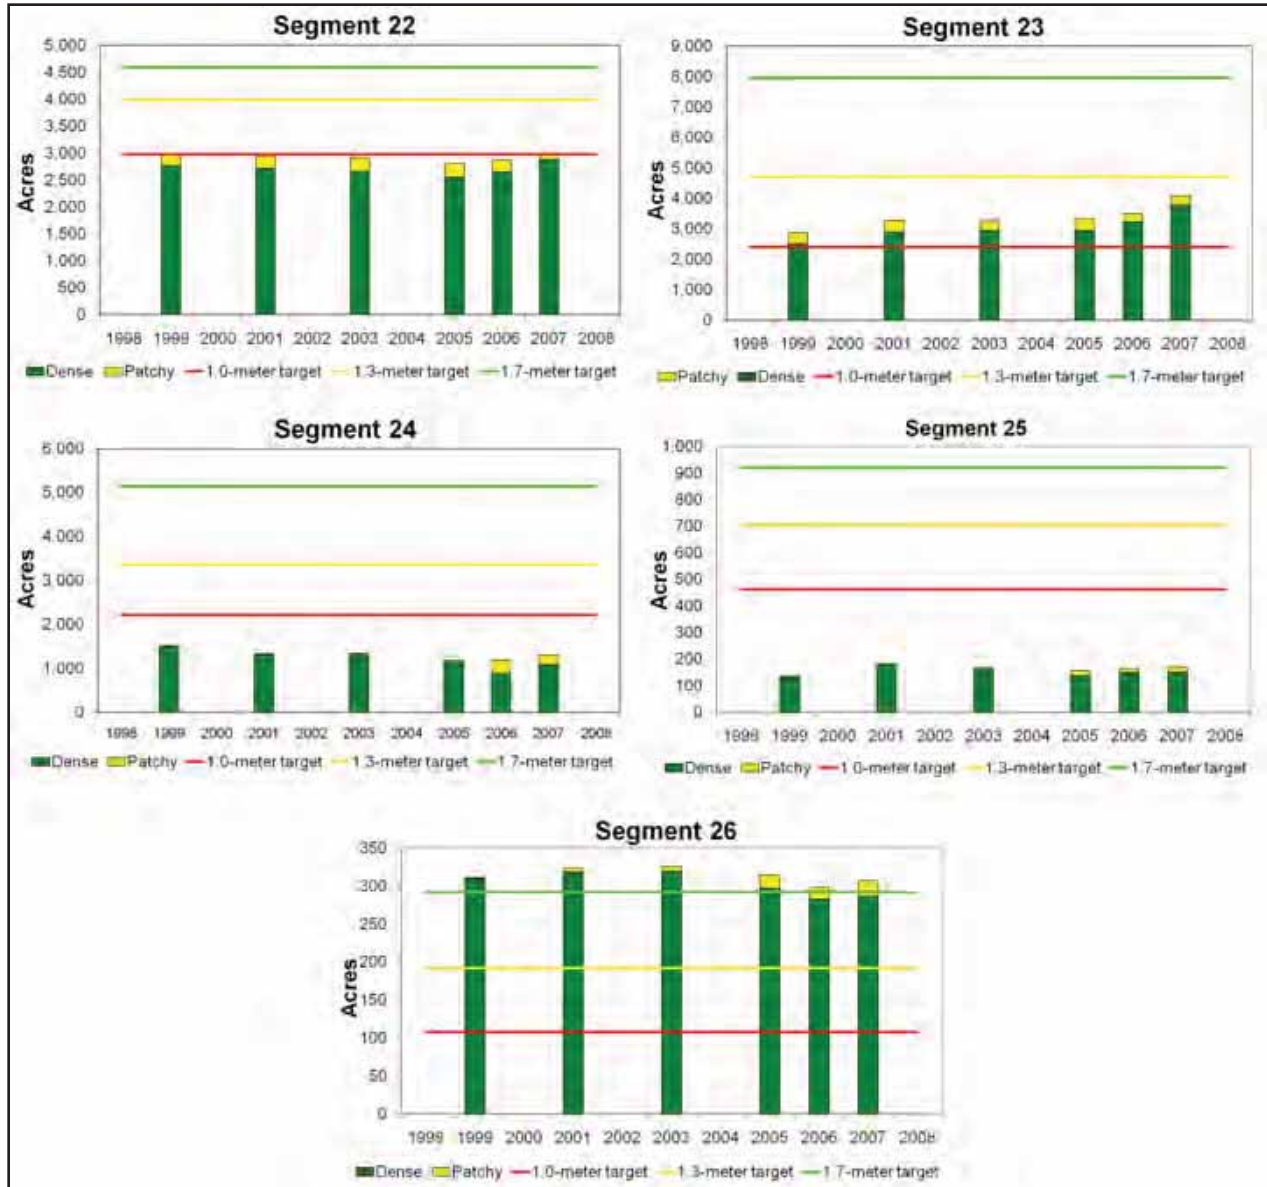 Segment 22
5,000
4,500
4,000
3,500
3,000
2,500
2,000
1,500
1,000
500
0
Acres
1998 1999 2000 2001 2002 2003 2004 2005 2006 2007 2008
Dense Patchy 1.0-meter target 1.3-meter target 1.7-meter target
Segment 23
9,000
8,000
7,000
6,000
5,000
4,000
3,000
2,000
1,000
0
Acres
1998 1999 2000 2001 2002 2003 2004 2005 2006 2007 2008
Patchy Dense 1.0-meter target 1.3-meter target 1.7-meter target
Segment 24
6,000
5,000
4,000
3,000
2,000
1,000
0
Acres
1998 1999 2000 2001 2002 2003 2004 2005 2006 2007 2008
Dense Patchy 1.0-meter target 1.3-meter target 1.7-meter target
Segment 25
1,000
900
800
700
600
500
400
300
200
100
0
Acres
1998 1999 2000 2001 2002 2003 2004 2005 2006 2007 2008
Dense Patchy 1.0-meter target 1.3-meter target 1.7-meter target
Segment 26
350
300
250
200
150
100
50
0
Acres
1998 1999 2000 2001 2002 2003 2004 2005 2006 2007 2008
Dense Patchy 1.0-meter target 1.3-meter target 1.7-meter target